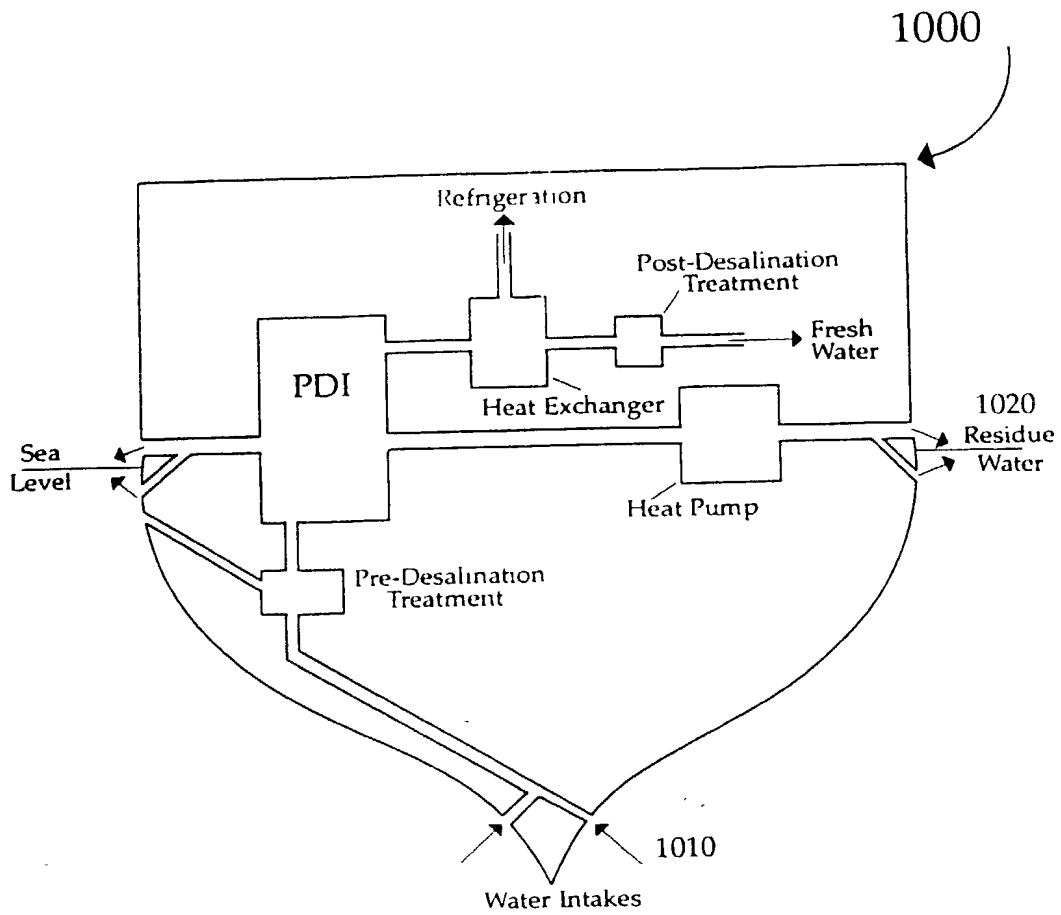 1000
Refrigeration
Post-Desalination
Treatment
Fresh
Water
PDI
Heat Exchanger
1020
Residue
Water
Sea
Level
Heat Pump
Pre-Desalination
Treatment
1010
Water Intakes